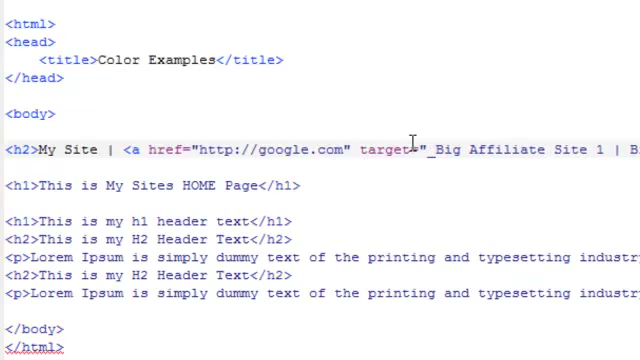 <html>
<head>
<title>Color Examples</title>
</head>
<body>
<h2>My Site | <a href="http://google.com" target="_Big Affiliate Site 1 |
<h1>This is My Sites HOME Page</h1>
<h1>This is my h1 header text</h1>
<h2>This is my H2 Header Text</h2>
<p>Lorem Ipsum is simply dummy text of the printing and typesetting
<h2>This is my H2 Header Text</h2>
<p>Lorem Ipsum is simply dummy text of the printing and typesetting
</body>
</html>